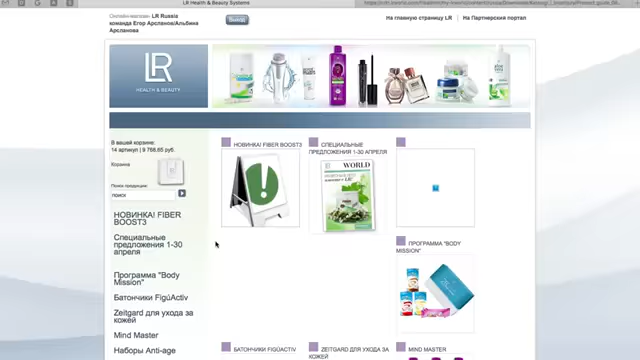 LR Health & Beauty Systems
Онлайн-магазин LR Russia
команда Егор Арсланов/Альбина
Арсланова
Выход
На главную страницу LR
На Партнерский портал
LR
HEALTH & BEAUTY
В вашей корзине:
14 артикул | 9 768,65 руб.
Корзина
Поиск продукции:
поиск
НОВИНКА! FIBER
BOOST3
Специальные
предложения 1-30
апреля
Программа "Body
Mission"
Батончики FigüActiv
Zeitgard для ухода за
кожей
Mind Master
Наборы Anti-age
НОВИНКА! FIBER BOOST3
СПЕЦИАЛЬНЫЕ
ПРЕДЛОЖЕНИЯ 1-30 АПРЕЛЯ
WORLD
ПРОГРАММА "BODY
MISSION"
БАТОНЧИКИ FIGÜACTIV
ZEITGARD ДЛЯ УХОДА ЗА
КОЖЕЙ
MIND MASTER